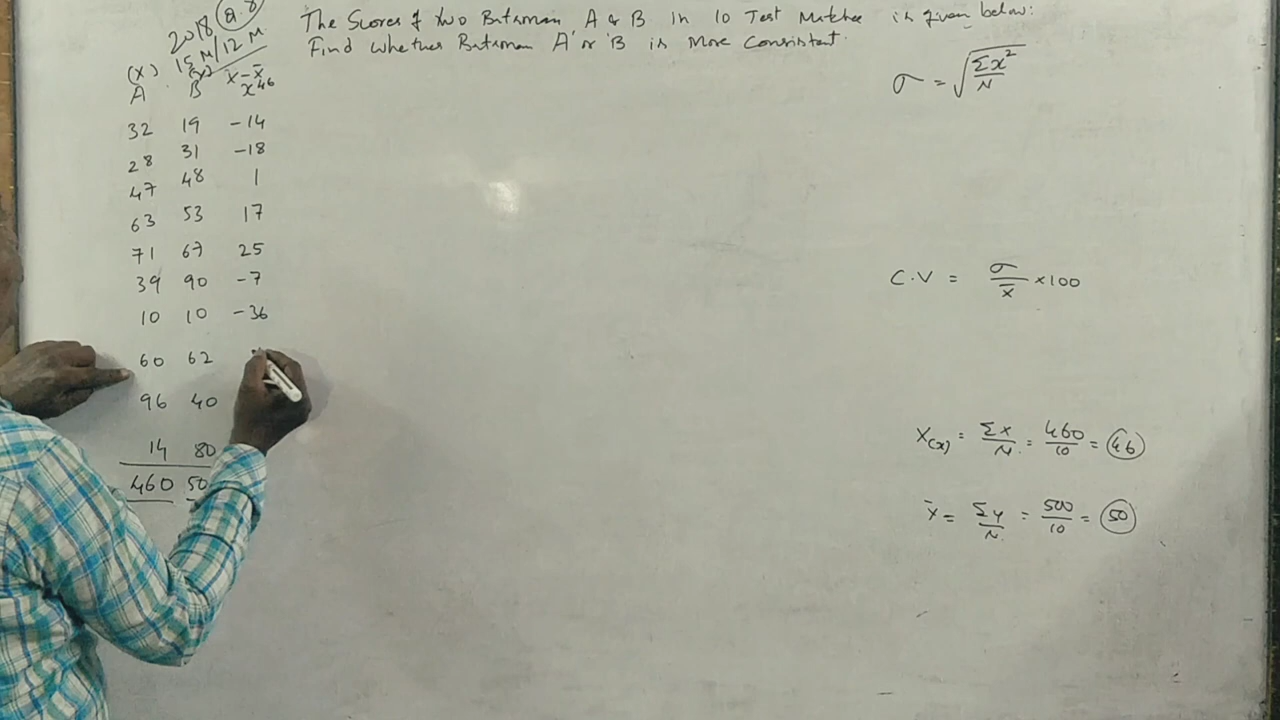 2018 Q.8
15M/12M
The Scores of two Batsman A & B in 10 Test Matches is given below:
Find whether Batsman 'A' or 'B' is More Consistent.
(X) (Y) X-X̄
A B x 46
32 19 -14
28 31 -18
47 48 1
63 53 17
71 67 25
39 90 -7
10 10 -36
60 62
96 40
14 80
460 50
σ = √Σx²/N
C.V = σ/x̄ ×100
X(x) = ΣX/N = 460/10 = 46
Ȳ = ΣY/N = 500/10 = 50